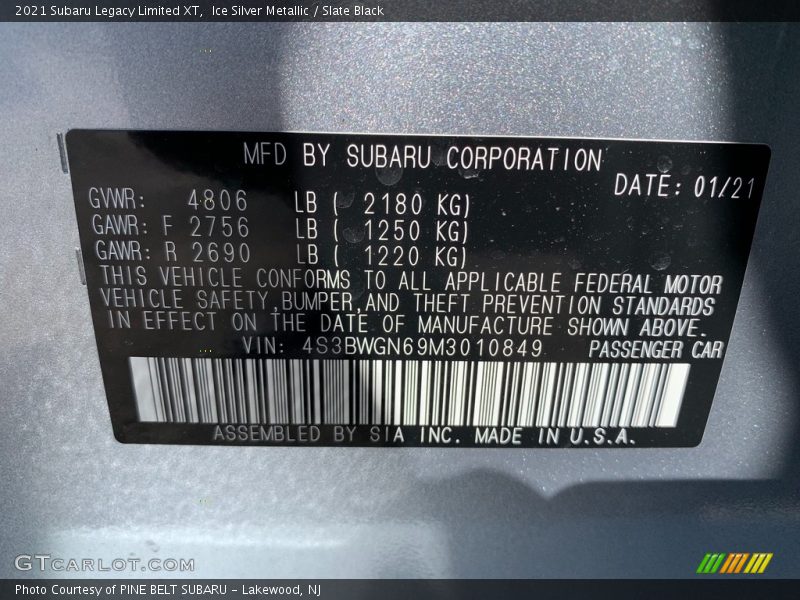 2021 Subaru Legacy Limited XT, Ice Silver Metallic / Slate Black
MFD BY SUBARU CORPORATION
DATE: 01/21
GVWR: 4806 LB ( 2180 KG)
GAWR: F 2756 LB ( 1250 KG)
GAWR: R 2690 LB ( 1220 KG)
THIS VEHICLE CONFORMS TO ALL APPLICABLE FEDERAL MOTOR
VEHICLE SAFETY,BUMPER,AND THEFT PREVENTION STANDARDS
IN EFFECT ON THE DATE OF MANUFACTURE SHOWN ABOVE.
VIN: 4S3BWGN69M3010849 PASSENGER CAR
ASSEMBLED BY SIA INC. MADE IN U.S.A.
GTCARLOT.COM
Photo Courtesy of PINE BELT SUBARU - Lakewood, NJ